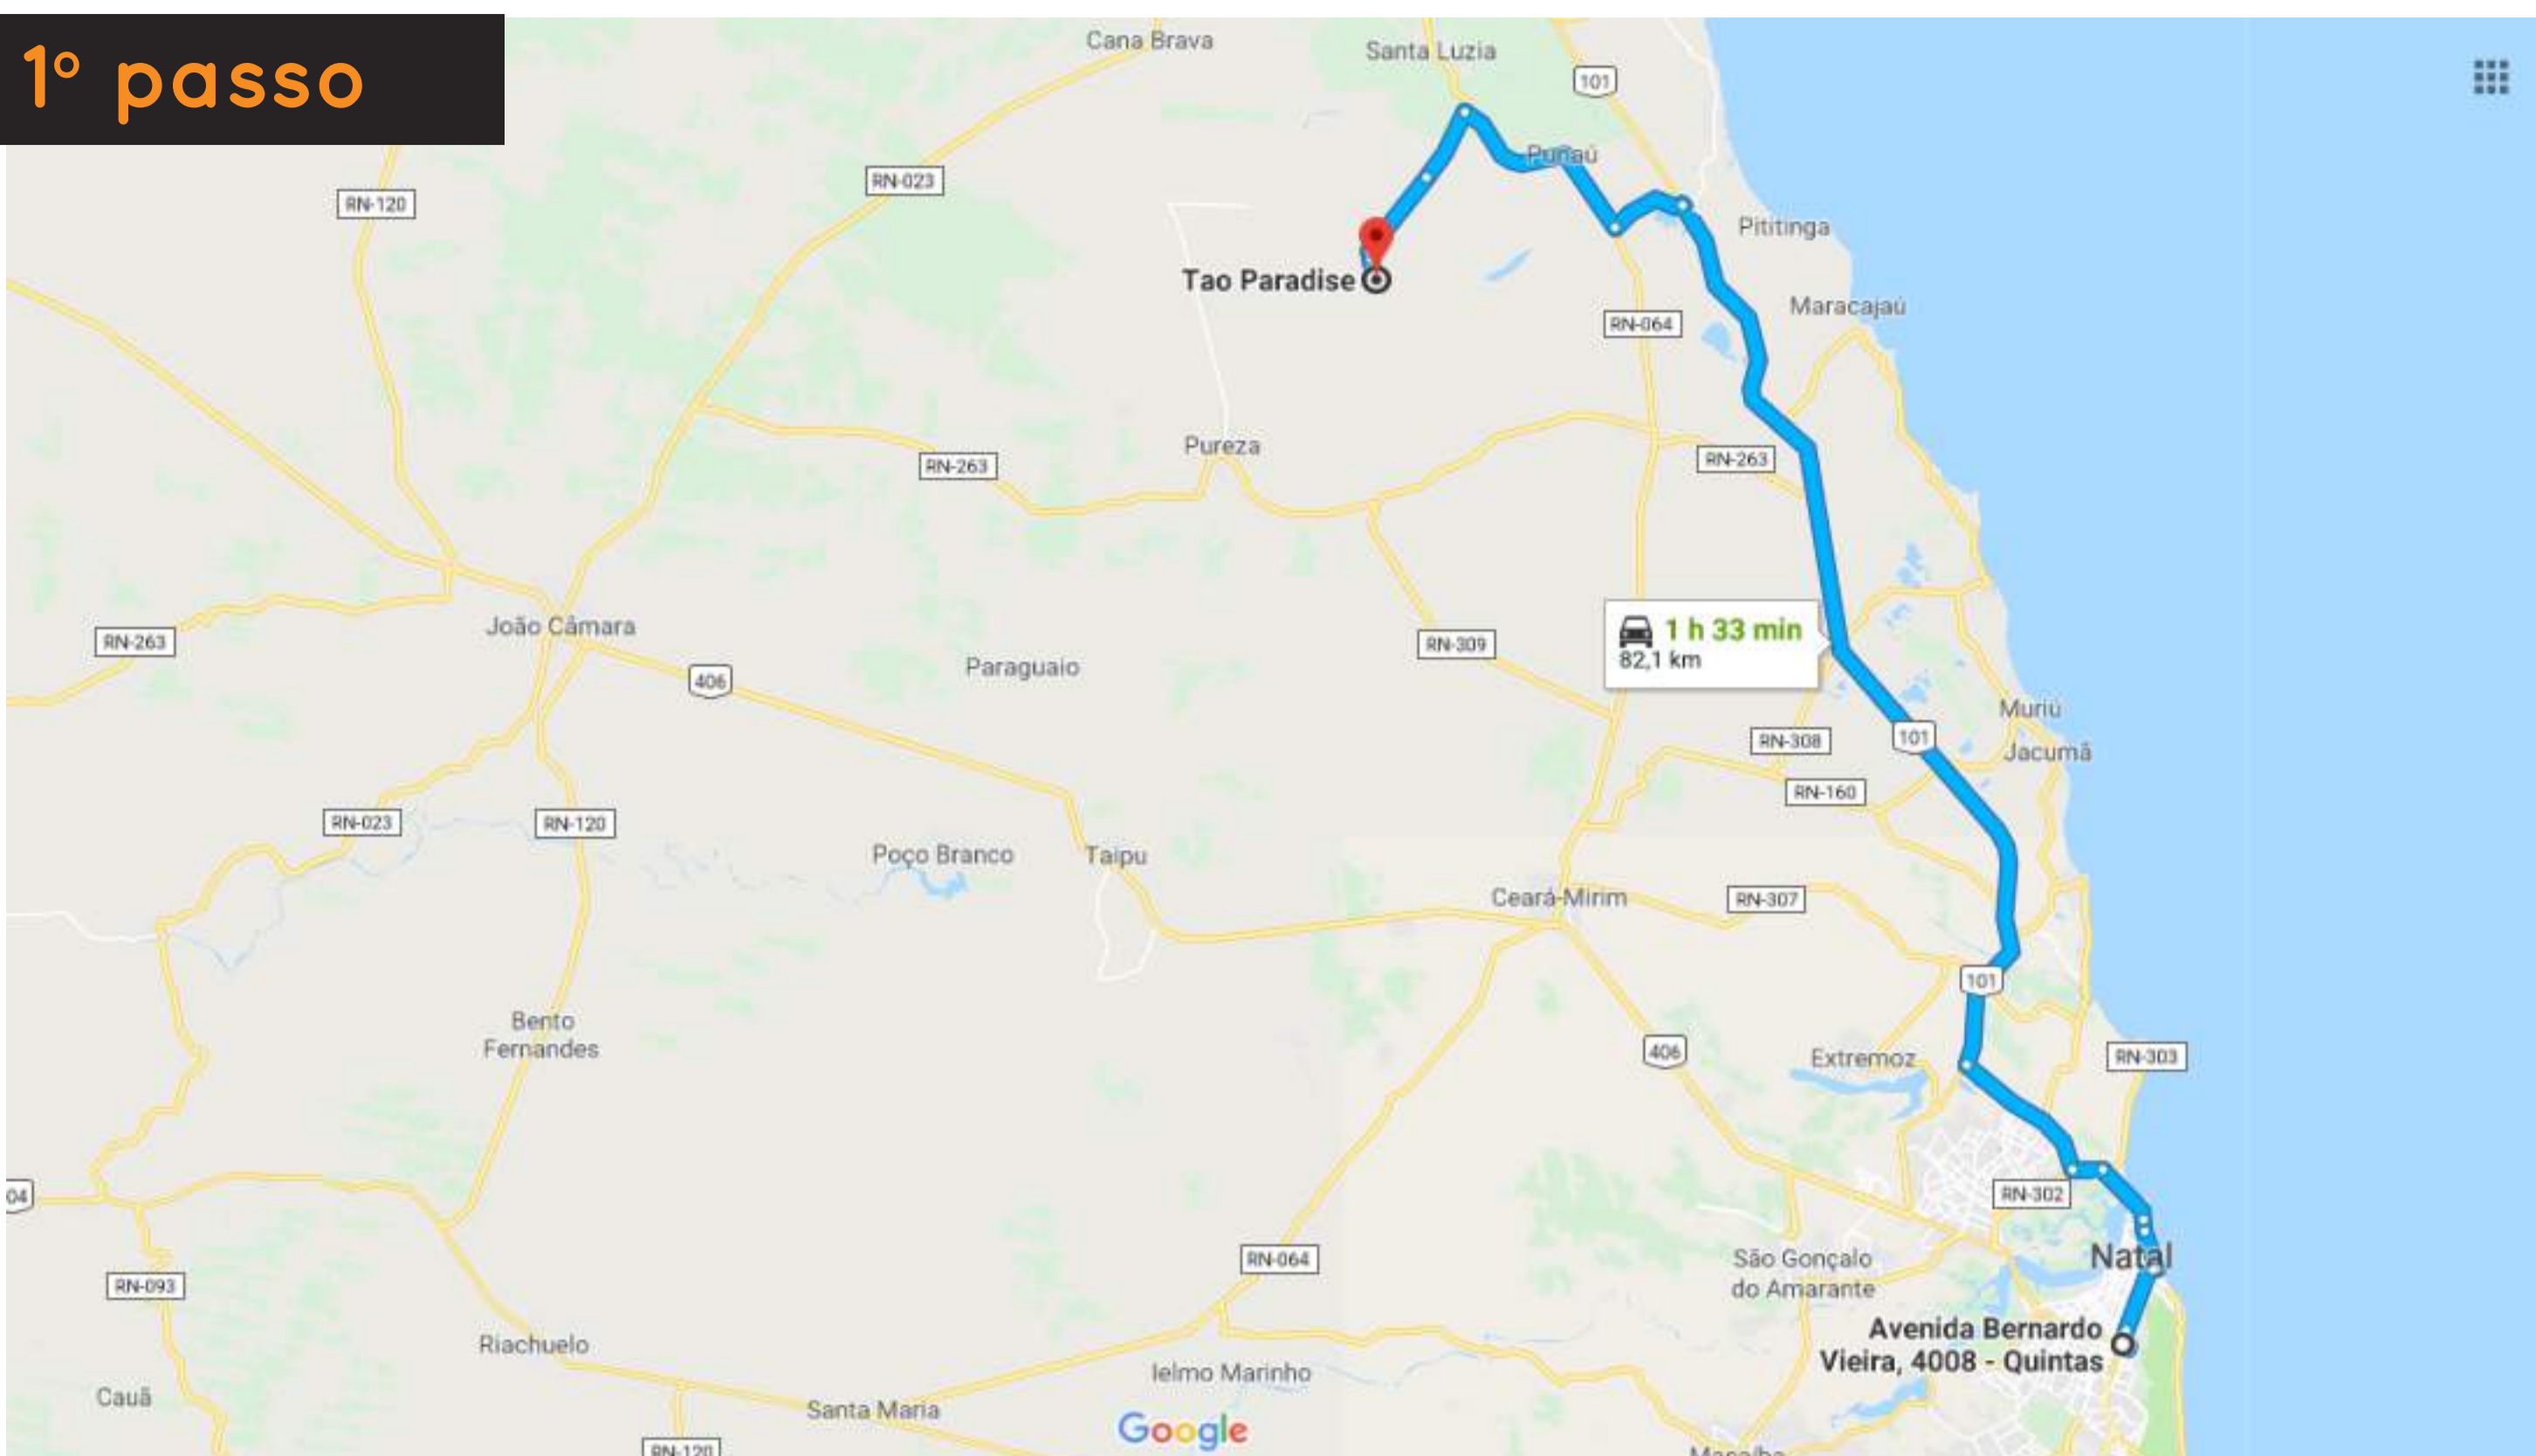 1º passo
Cana Brava
Santa Luzia
101
RN-023
Punaú
RN-120
Pititinga
Tao Paradise
Maracajaú
RN-064
Pureza
RN-263
RN-263
João Câmara
1 h 33 min
82,1 km
RN-263
RN-309
Paraguaio
406
Muriú
101
RN-308
Jacumã
RN-160
RN-023
RN-120
Poço Branco
Taipu
Ceará-Mirim
RN-307
101
Bento
Fernandes
406
Extremoz
RN-303
04
RN-302
Natal
RN-064
São Gonçalo
do Amarante
RN-093
Avenida Bernardo
Vieira, 4008 - Quintas
Riachuelo
Ielmo Marinho
Cauã
Santa Maria
Google
RN-120